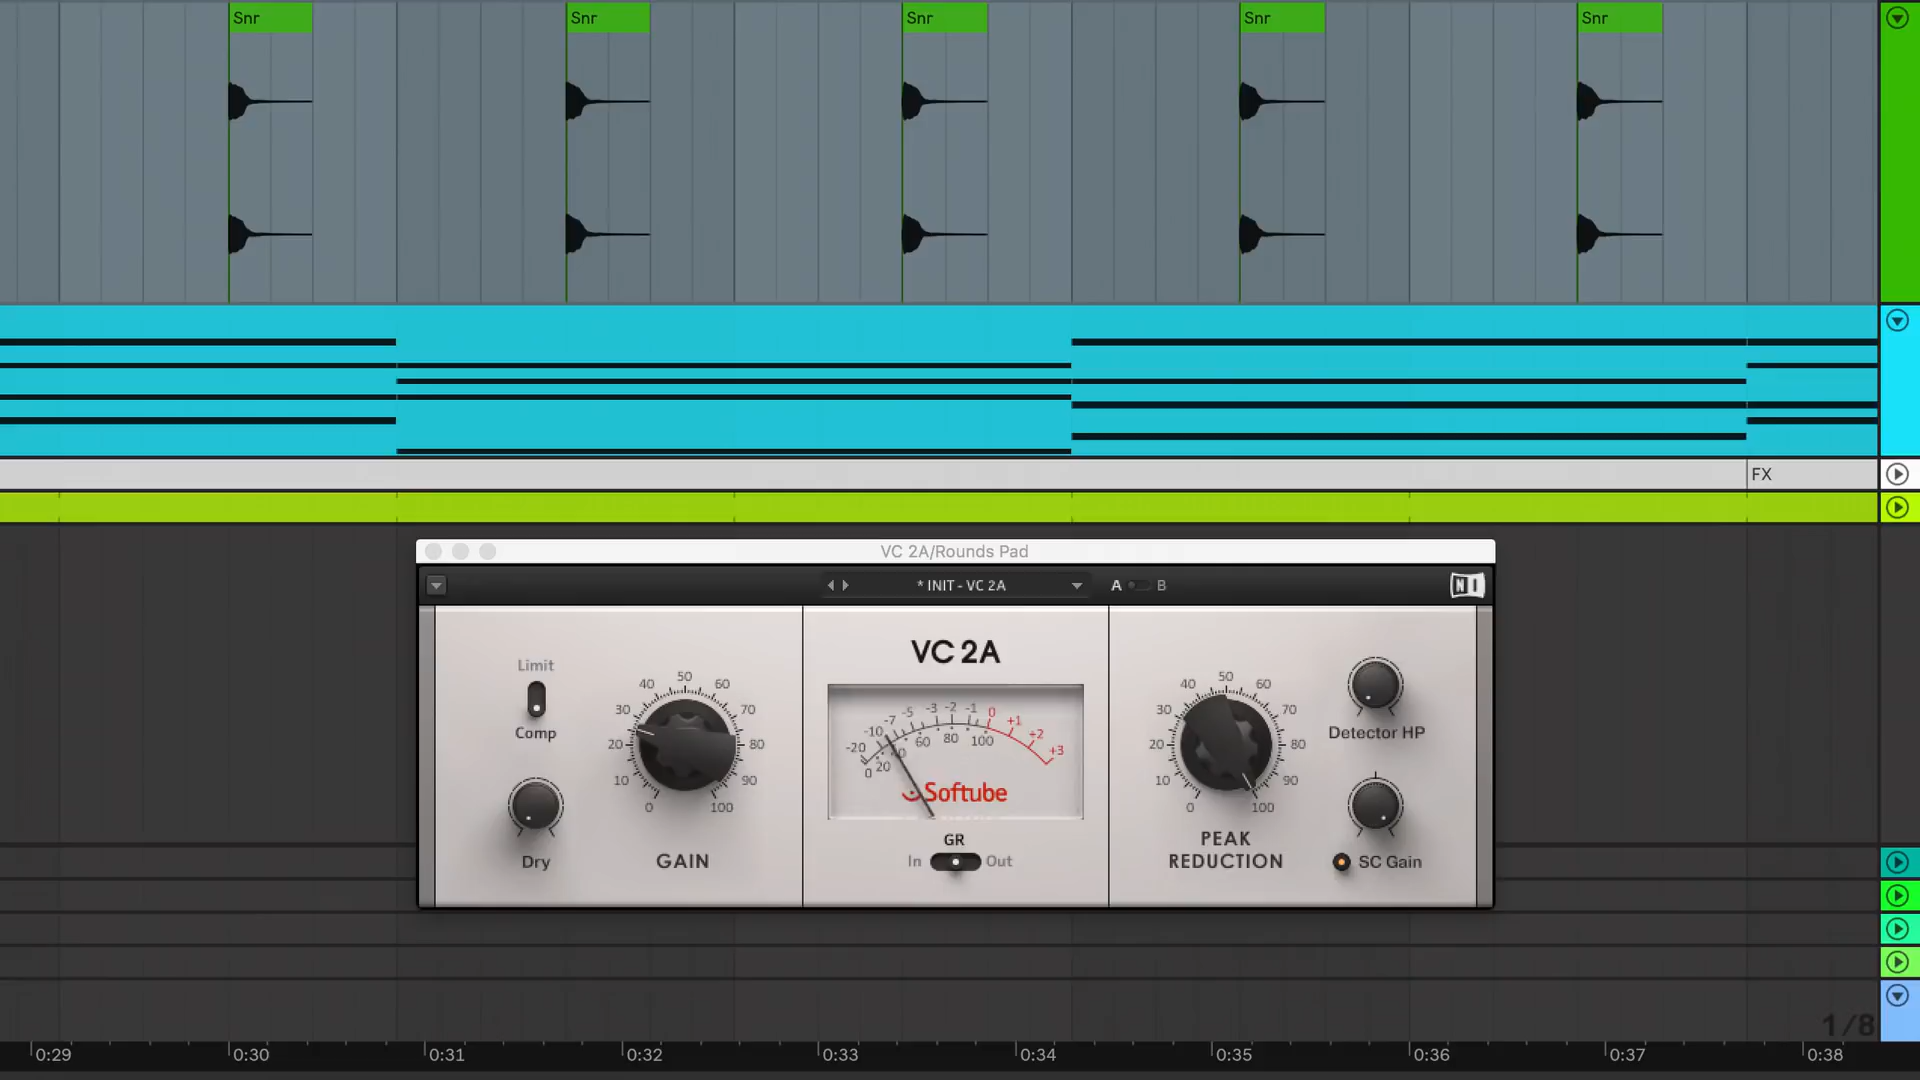 Snr Snr Snr Snr Snr
FX
VC 2A/Rounds Pad
* INIT - VC 2A
A B
NI
Limit
Comp
Dry
0 10 20 30 40 50 60 70 80 90 100
GAIN
VC 2A
-20 -10 -7 -5 -3 -2 -1 0 +1 +2 +3
0 20 60 80 100
Softube
GR
In Out
0 10 20 30 40 50 60 70 80 90 100
PEAK
REDUCTION
Detector HP
SC Gain
1/8
0:29 0:30 0:31 0:32 0:33 0:34 0:35 0:36 0:37 0:38